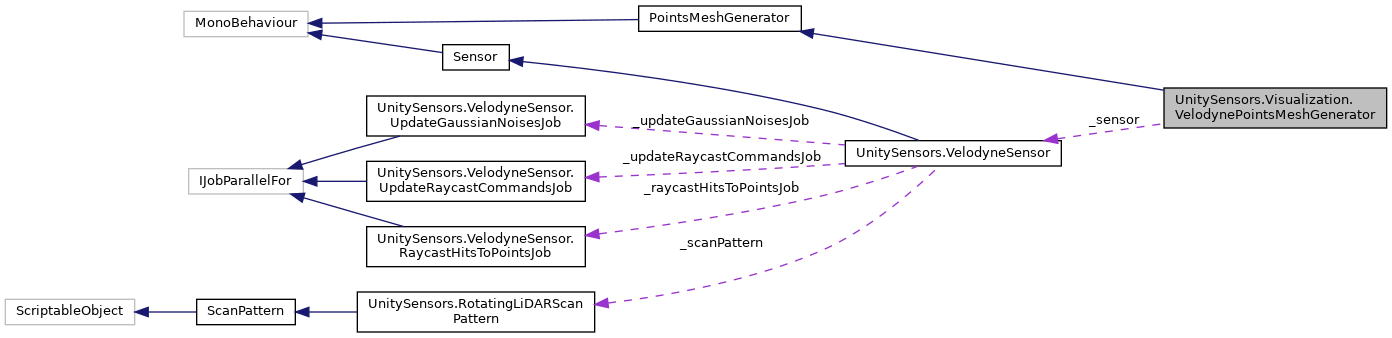 MonoBehaviour
PointsMeshGenerator
Sensor
UnitySensors.Visualization.
VelodynePointsMeshGenerator
UnitySensors.VelodyneSensor.
UpdateGaussianNoisesJob
_updateGaussianNoisesJob
_sensor
UnitySensors.VelodyneSensor
_updateRaycastCommandsJob
IJobParallelFor
UnitySensors.VelodyneSensor.
UpdateRaycastCommandsJob
_raycastHitsToPointsJob
UnitySensors.VelodyneSensor.
RaycastHitsToPointsJob
_scanPattern
ScriptableObject
ScanPattern
UnitySensors.RotatingLiDARScan
Pattern